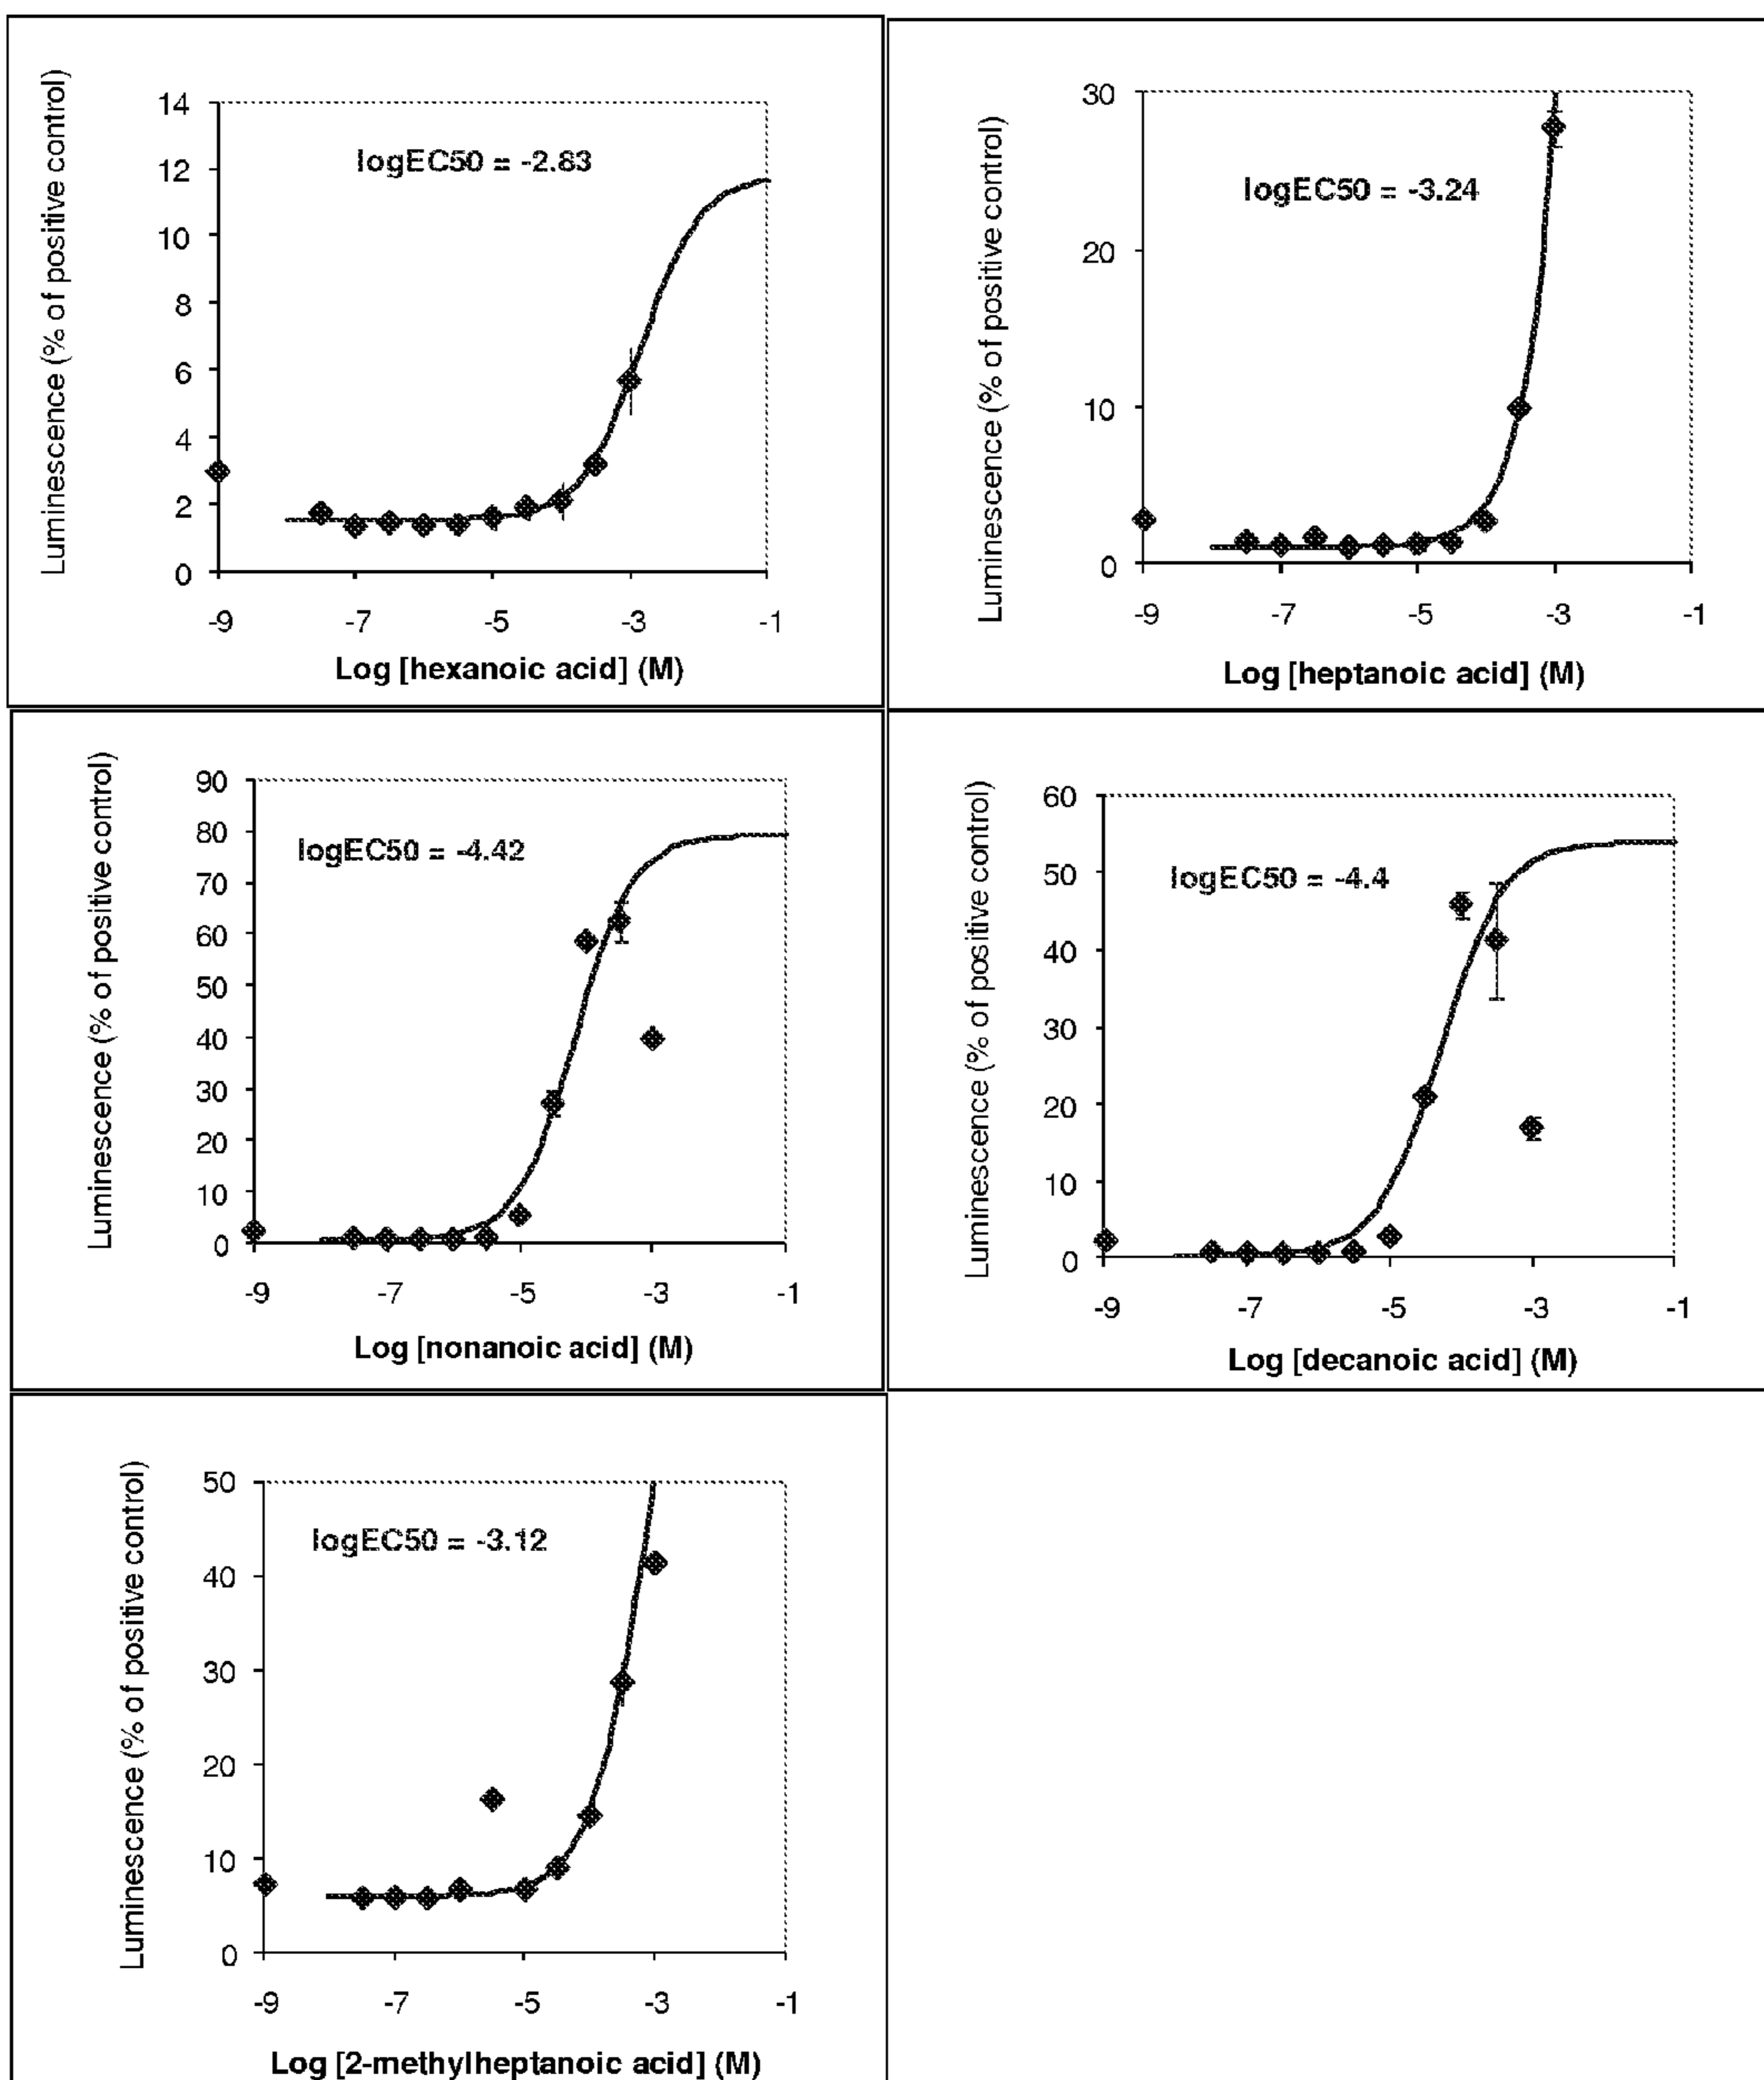 Luminescence (% of positive control)
14
12
10
8
6
4
2
0
logEC50 = -2.83
-9 -7 -5 -3 -1
Log [hexanoic acid] (M)
Luminescence (% of positive control)
30
20
10
0
logEC50 = -3.24
-9 -7 -5 -3 -1
Log [heptanoic acid] (M)
Luminescence (% of positive control)
90
80
70
60
50
40
30
20
10
0
logEC50 = -4.42
-9 -7 -5 -3 -1
Log [nonanoic acid] (M)
Luminescence (% of positive control)
60
50
40
30
20
10
0
logEC50 = -4.4
-9 -7 -5 -3 -1
Log [decanoic acid] (M)
Luminescence (% of positive control)
50
40
30
20
10
0
logEC50 = -3.12
-9 -7 -5 -3 -1
Log [2-methylheptanoic acid] (M)